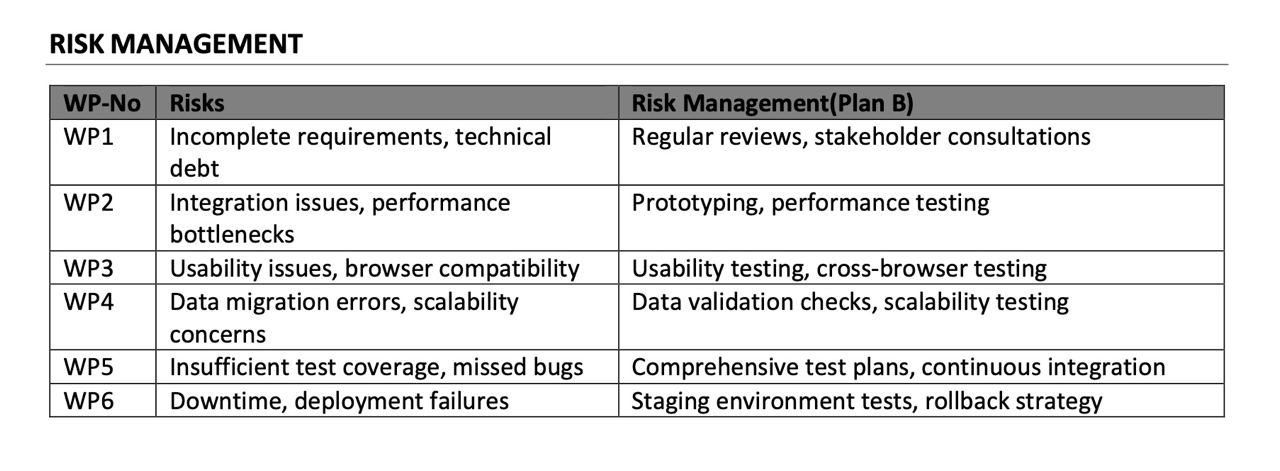 RISK MANAGEMENT
WP-No Risks Risk Management(Plan B)
WP1 Incomplete requirements, technical Regular reviews, stakeholder consultations
debt
WP2 Integration issues, performance Prototyping, performance testing
bottlenecks
WP3 Usability issues, browser compatibility Usability testing, cross-browser testing
WP4 Data migration errors, scalability Data validation checks, scalability testing
concerns
WP5 Insufficient test coverage, missed bugs Comprehensive test plans, continuous integration
WP6 Downtime, deployment failures Staging environment tests, rollback strategy